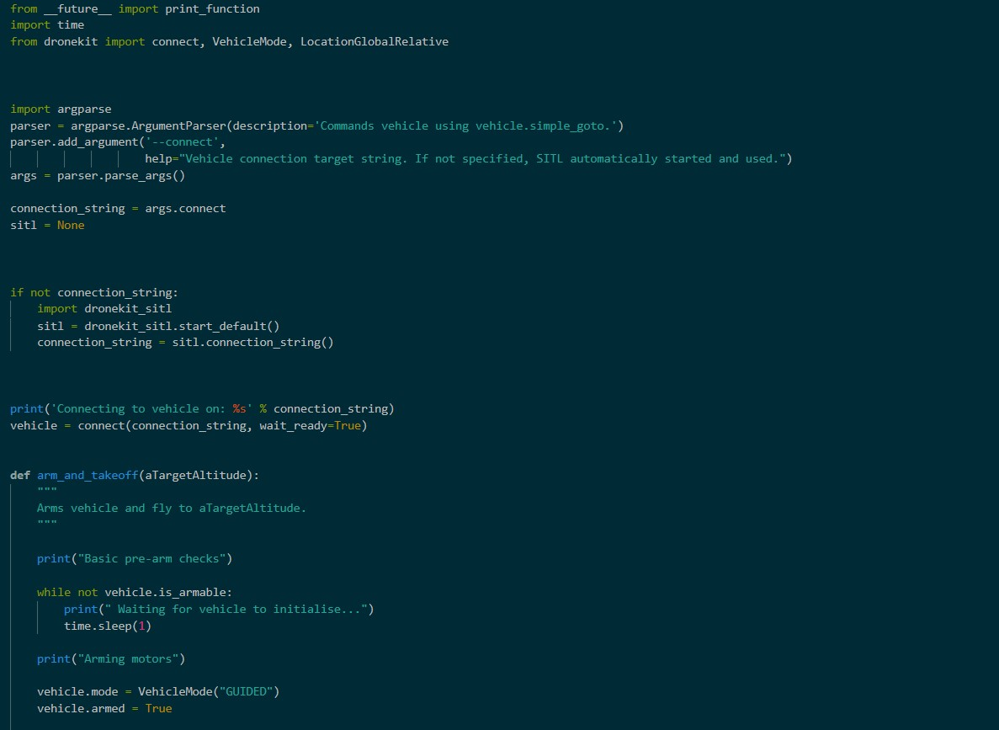 from __future__ import print_function
import time
from dronekit import connect, VehicleMode, LocationGlobalRelative
import argparse
parser = argparse.ArgumentParser(description='Commands vehicle using vehicle.simple_goto.')
parser.add_argument('--connect',
                    help="Vehicle connection target string. If not specified, SITL automatically started and used.")
args = parser.parse_args()
connection_string = args.connect
sitl = None
if not connection_string:
    import dronekit_sitl
    sitl = dronekit_sitl.start_default()
    connection_string = sitl.connection_string()
print('Connecting to vehicle on: %s' % connection_string)
vehicle = connect(connection_string, wait_ready=True)
def arm_and_takeoff(aTargetAltitude):
    """
    Arms vehicle and fly to aTargetAltitude.
    """
    print("Basic pre-arm checks")
    while not vehicle.is_armable:
        print(" Waiting for vehicle to initialise...")
        time.sleep(1)
    print("Arming motors")
    vehicle.mode = VehicleMode("GUIDED")
    vehicle.armed = True